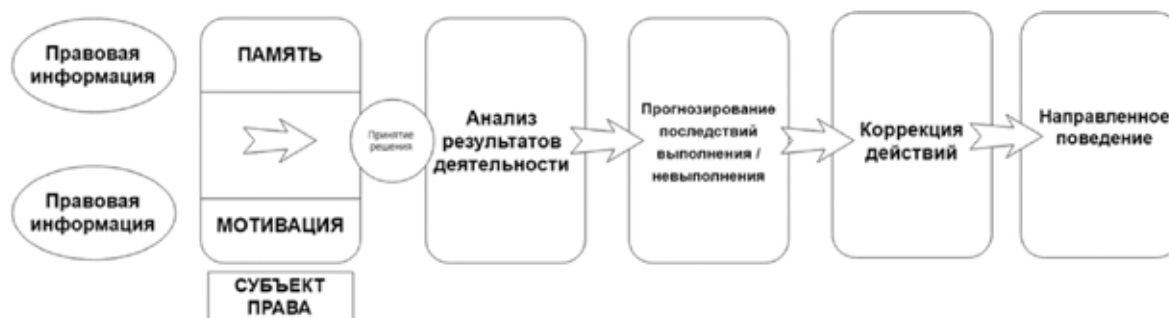 Правовая
информация
Правовая
информация
ПАМЯТЬ
МОТИВАЦИЯ
СУБЪЕКТ
ПРАВА
Принятие
решения
Анализ
результатов
деятельности
Прогнозирование
последствий
выполнения /
невыполнения
Коррекция
действий
Направленное
поведение